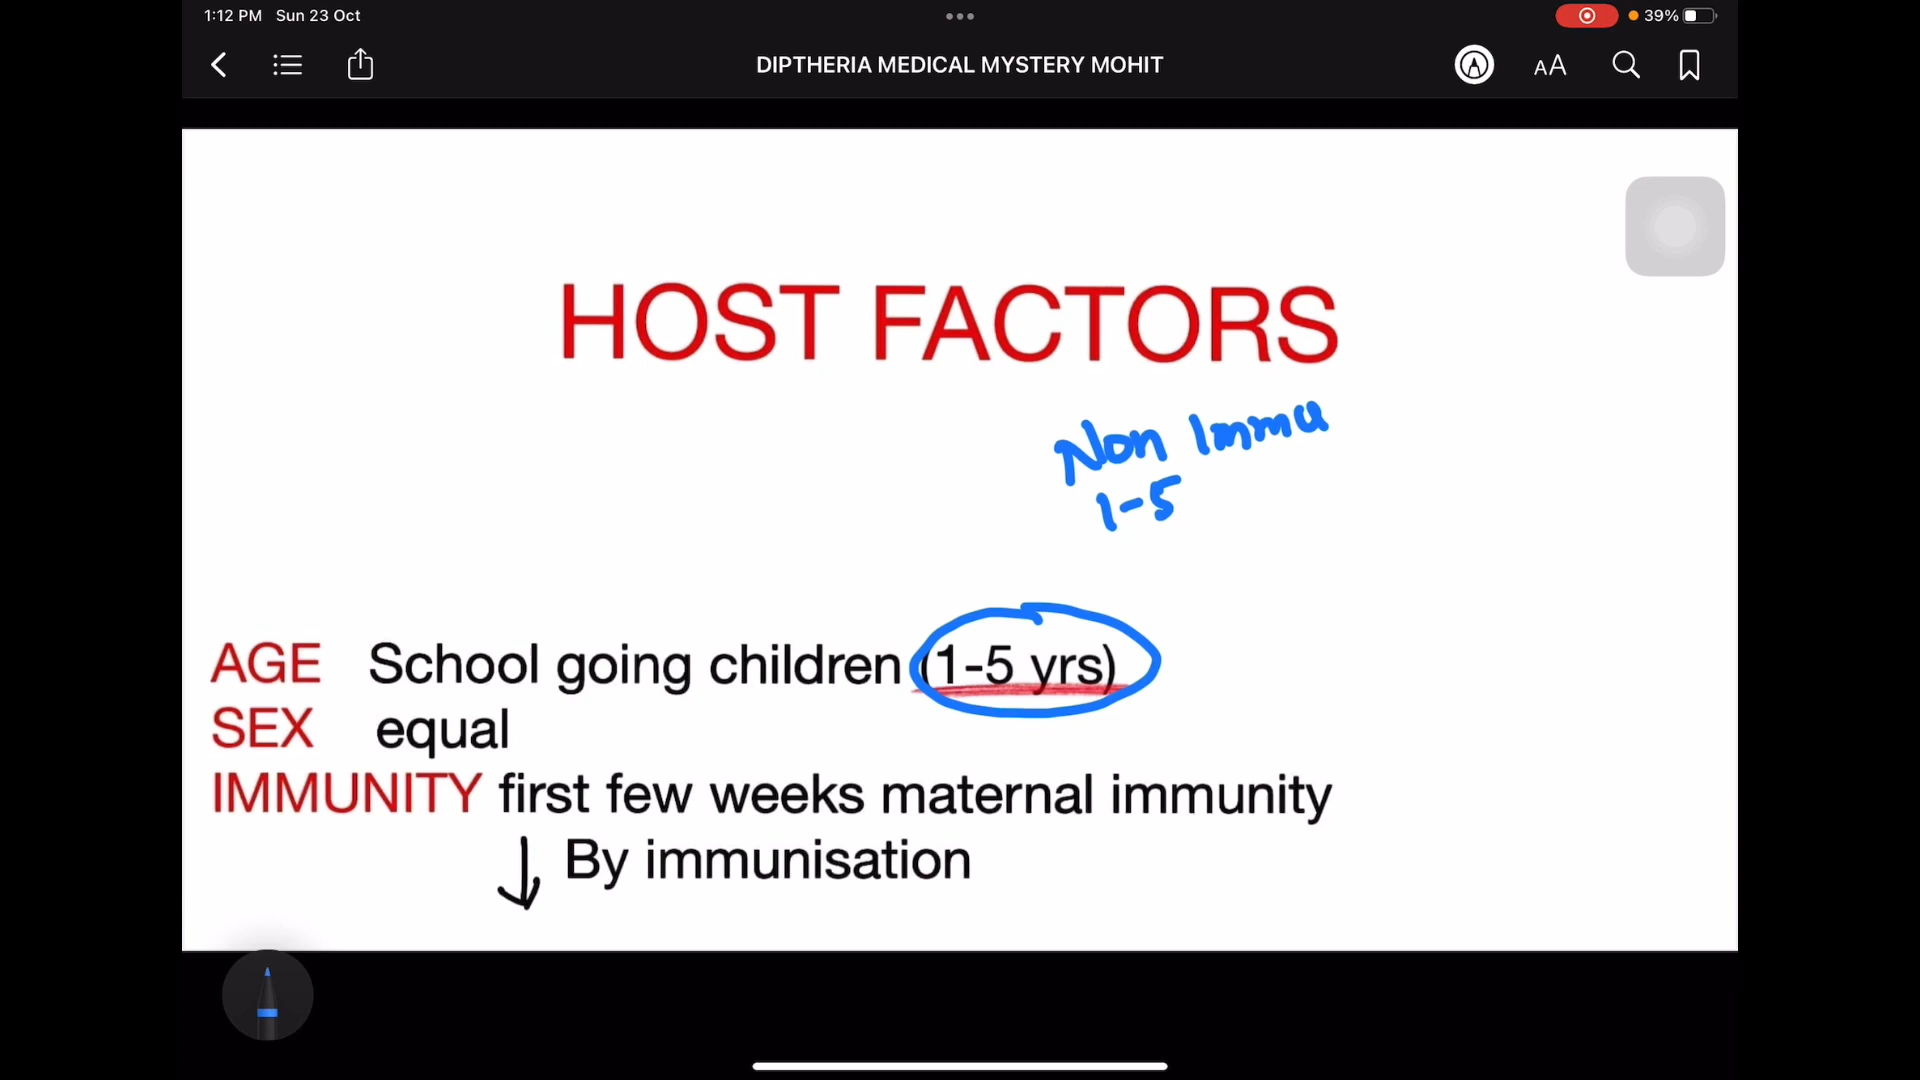 1:12 PM Sun 23 Oct
39%
DIPTHERIA MEDICAL MYSTERY MOHIT
AA
HOST FACTORS
Non Immu
1-5
AGE School going children (1-5 yrs)
SEX equal
IMMUNITY first few weeks maternal immunity
By immunisation